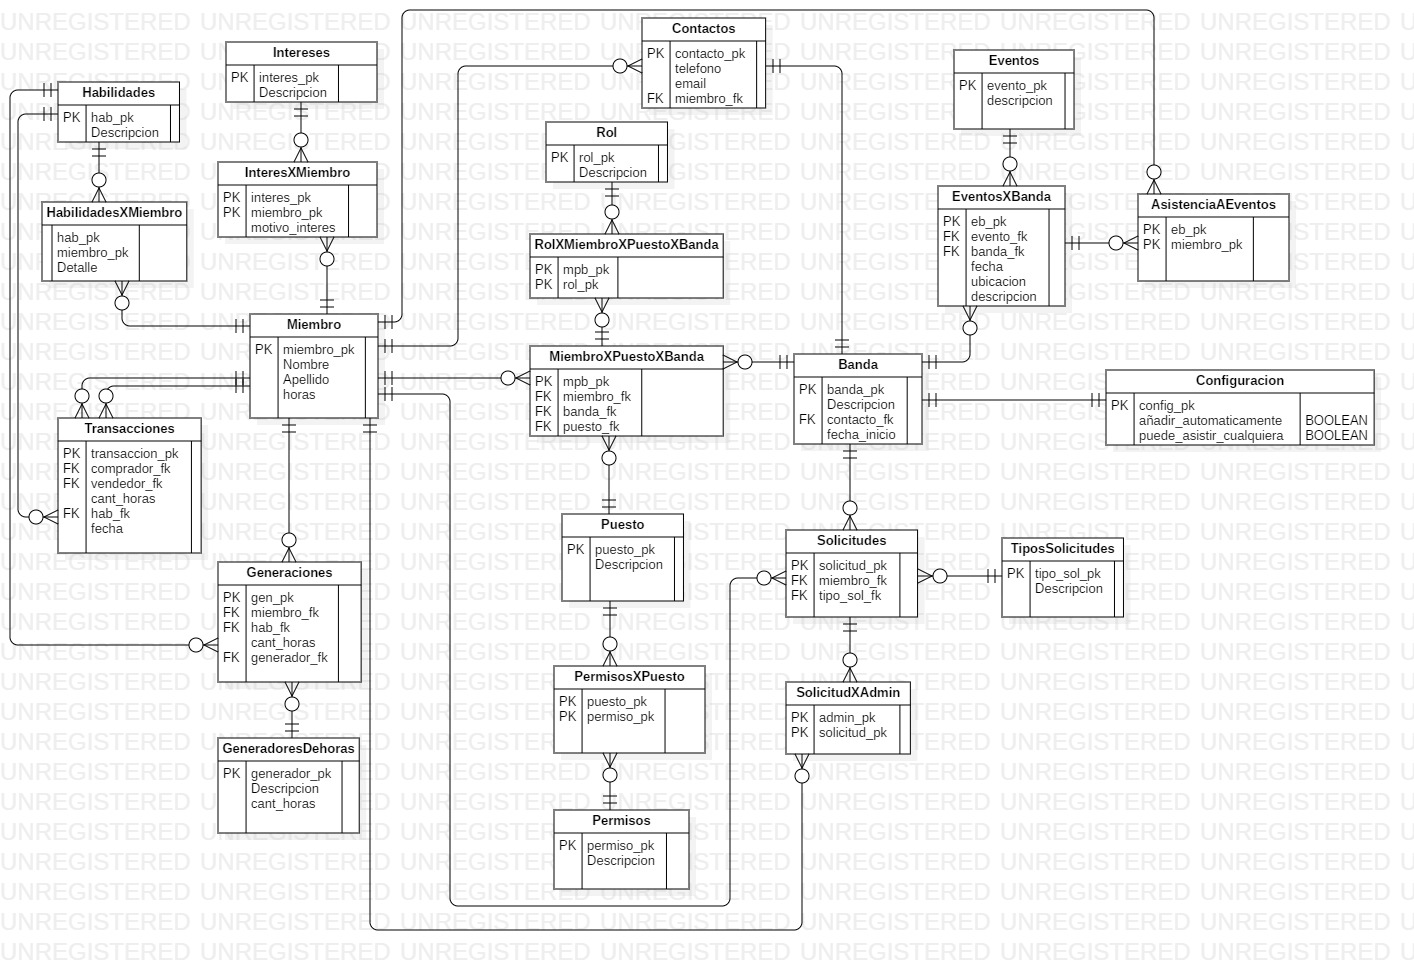 Contactos
PK contacto_pk
telefono
email
FK miembro_fk
Intereses
PK interes_pk
Descripcion
Eventos
PK evento_pk
descripcion
Habilidades
PK hab_pk
Descripcion
Rol
PK rol_pk
Descripcion
InteresXMiembro
PK interes_pk
PK miembro_pk
motivo_interes
EventosXBanda
PK eb_pk
FK evento_fk
FK banda_fk
fecha
ubicacion
descripcion
AsistenciaAEventos
PK eb_pk
PK miembro_pk
HabilidadesXMiembro
hab_pk
miembro_pk
Detalle
RolXMiembroXPuestoXBanda
PK mpb_pk
PK rol_pk
Miembro
PK miembro_pk
Nombre
Apellido
horas
MiembroXPuestoXBanda
PK mpb_pk
FK miembro_fk
FK banda_fk
FK puesto_fk
Banda
PK banda_pk
Descripcion
FK contacto_fk
fecha_inicio
Configuracion
PK config_pk
añadir_automaticamente BOOLEAN
puede_asistir_cualquiera BOOLEAN
Transacciones
PK transaccion_pk
FK comprador_fk
FK vendedor_fk
cant_horas
FK hab_fk
fecha
Puesto
PK puesto_pk
Descripcion
Solicitudes
PK solicitud_pk
FK miembro_fk
FK tipo_sol_fk
TiposSolicitudes
PK tipo_sol_pk
Descripcion
Generaciones
PK gen_pk
FK miembro_fk
FK hab_fk
cant_horas
FK generador_fk
PermisosXPuesto
PK puesto_pk
PK permiso_pk
SolicitudXAdmin
PK admin_pk
PK solicitud_pk
GeneradoresDehoras
PK generador_pk
Descripcion
cant_horas
Permisos
PK permiso_pk
Descripcion
UNREGISTERED